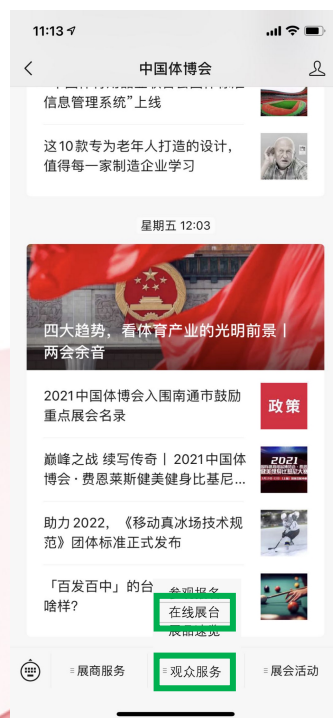 11:13
中国体博会
信息管理系统”上线
这10款专为老年人打造的设计，
值得每一家制造企业学习
星期五 12:03
四大趋势，看体育产业的光明前景丨
两会余音
2021中国体博会入围南通市鼓励
重点展会名录
政策
巅峰之战 续写传奇丨2021中国体
博会·费恩莱斯健美健身比基尼...
2021
助力2022，《移动真冰场技术规
范》团体标准正式发布
「百发百中」的台
啥样?
参观报名
在线展台
展品速览
展商服务
观众服务
展会活动